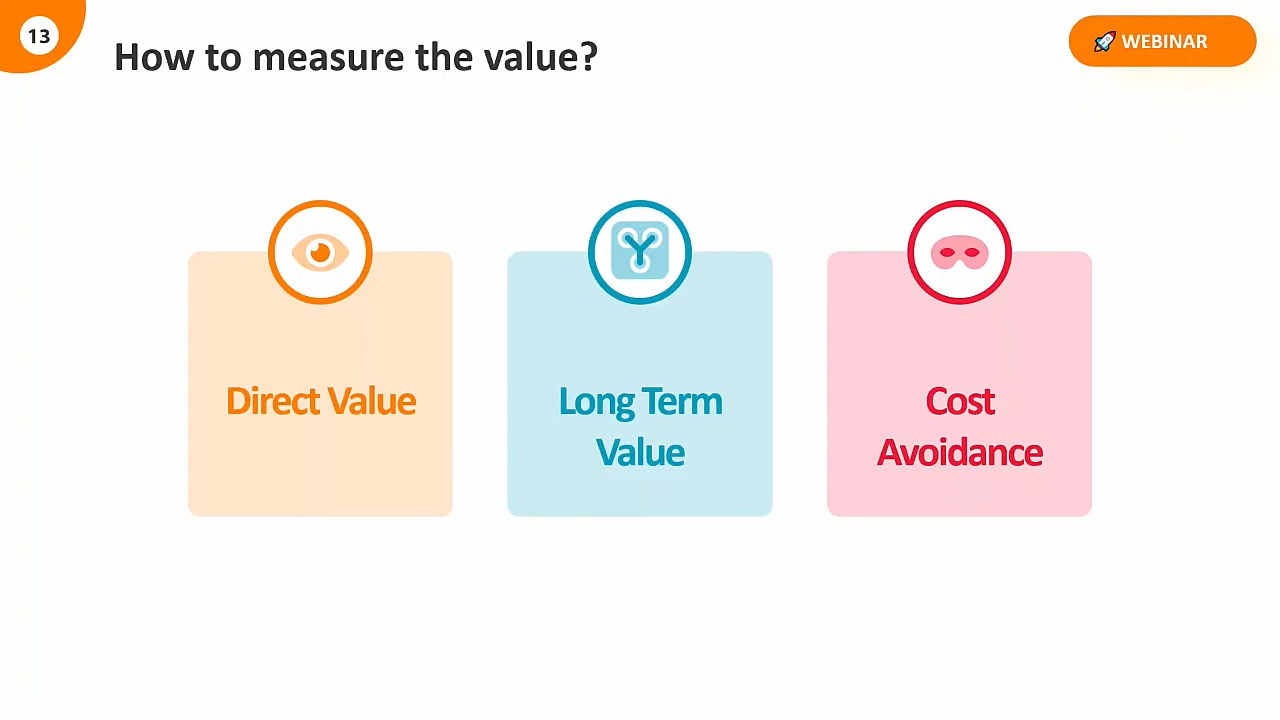 13
How to measure the value?
WEBINAR
Direct Value
Long Term
Value
Cost
Avoidance